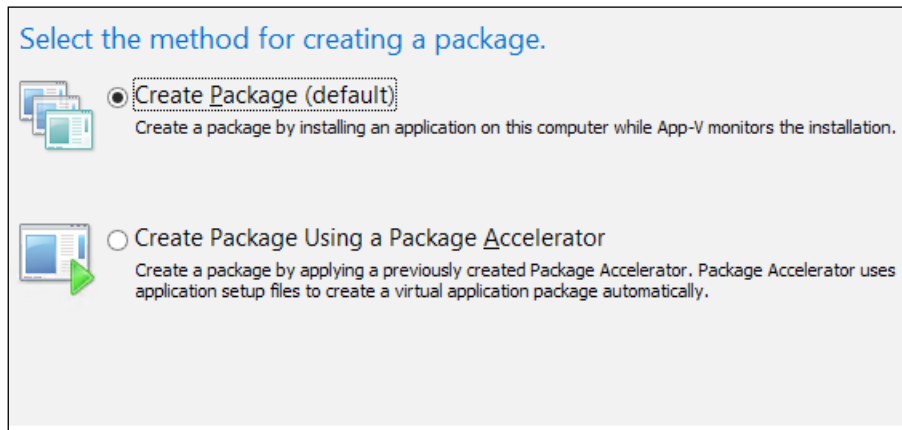 Select the method for creating a package.
Create Package (default)
Create a package by installing an application on this computer while App-V monitors the installation.
Create Package Using a Package Accelerator
Create a package by applying a previously created Package Accelerator. Package Accelerator uses
application setup files to create a virtual application package automatically.